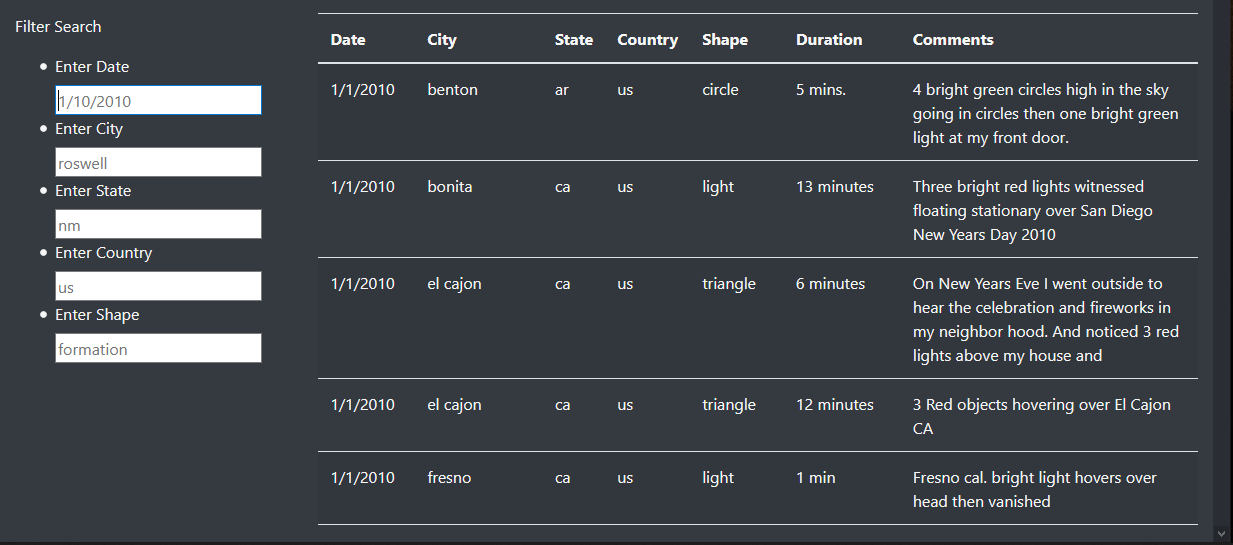 Filter Search
Enter Date
1/10/2010
Enter City
roswell
Enter State
nm
Enter Country
us
Enter Shape
formation
Date City State Country Shape Duration Comments
1/1/2010 benton ar us circle 5 mins. 4 bright green circles high in the sky
going in circles then one bright green
light at my front door.
1/1/2010 bonita ca us light 13 minutes Three bright red lights witnessed
floating stationary over San Diego
New Years Day 2010
1/1/2010 el cajon ca us triangle 6 minutes On New Years Eve I went outside to
hear the celebration and fireworks in
my neighbor hood. And noticed 3 red
lights above my house and
1/1/2010 el cajon ca us triangle 12 minutes 3 Red objects hovering over El Cajon
CA
1/1/2010 fresno ca us light 1 min Fresno cal. bright light hovers over
head then vanished